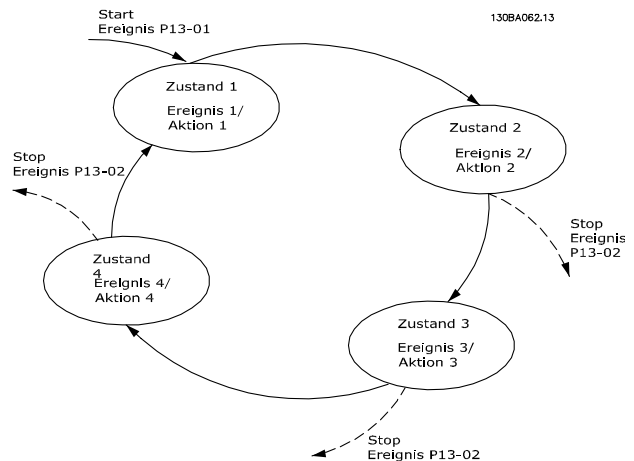 Start
Ereignis P13-01
130BA062.13
Zustand 1
Ereignis 1/
Aktion 1
Zustand 2
Ereignis 2/
Aktion 2
Stop
Ereignis P13-02
Stop
Ereignis
P13-02
Zustand
4
Ereignis 4/
Aktion 4
Zustand 3
Ereignis 3/
Aktion 3
Stop
Ereignis P13-02